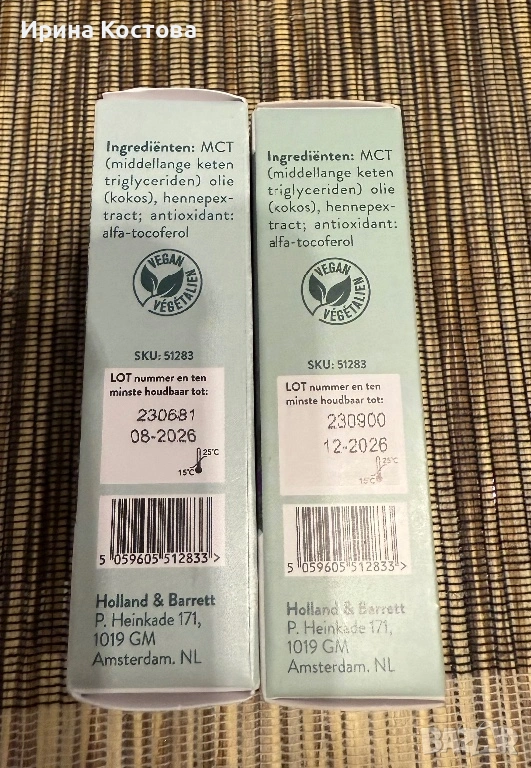 Ирина Костова
Ingrediënten: MCT
(middellange keten
triglyceriden) olie
(kokos), hennepex-
tract; antioxidant:
alfa-tocoferol
VEGAN
VÉGÉTALIEN
SKU: 51283
LOT nummer en ten
minste houdbaar tot:
230681
08-2026
25°C
15°C
5 059605 512833 >
Holland & Barrett
P. Heinkade 171,
1019 GM
Amsterdam. NL
Ingrediënten: MCT
(middellange keten
triglyceriden) olie
(kokos), hennepex-
tract; antioxidant:
alfa-tocoferol
VEGAN
VÉGÉTALIEN
SKU: 51283
LOT nummer en ten
minste houdbaar tot:
230900
12-2026
25°C
15°C
5 059605 512833 >
Holland & Barrett
P. Heinkade 171,
1019 GM
Amsterdam. NL